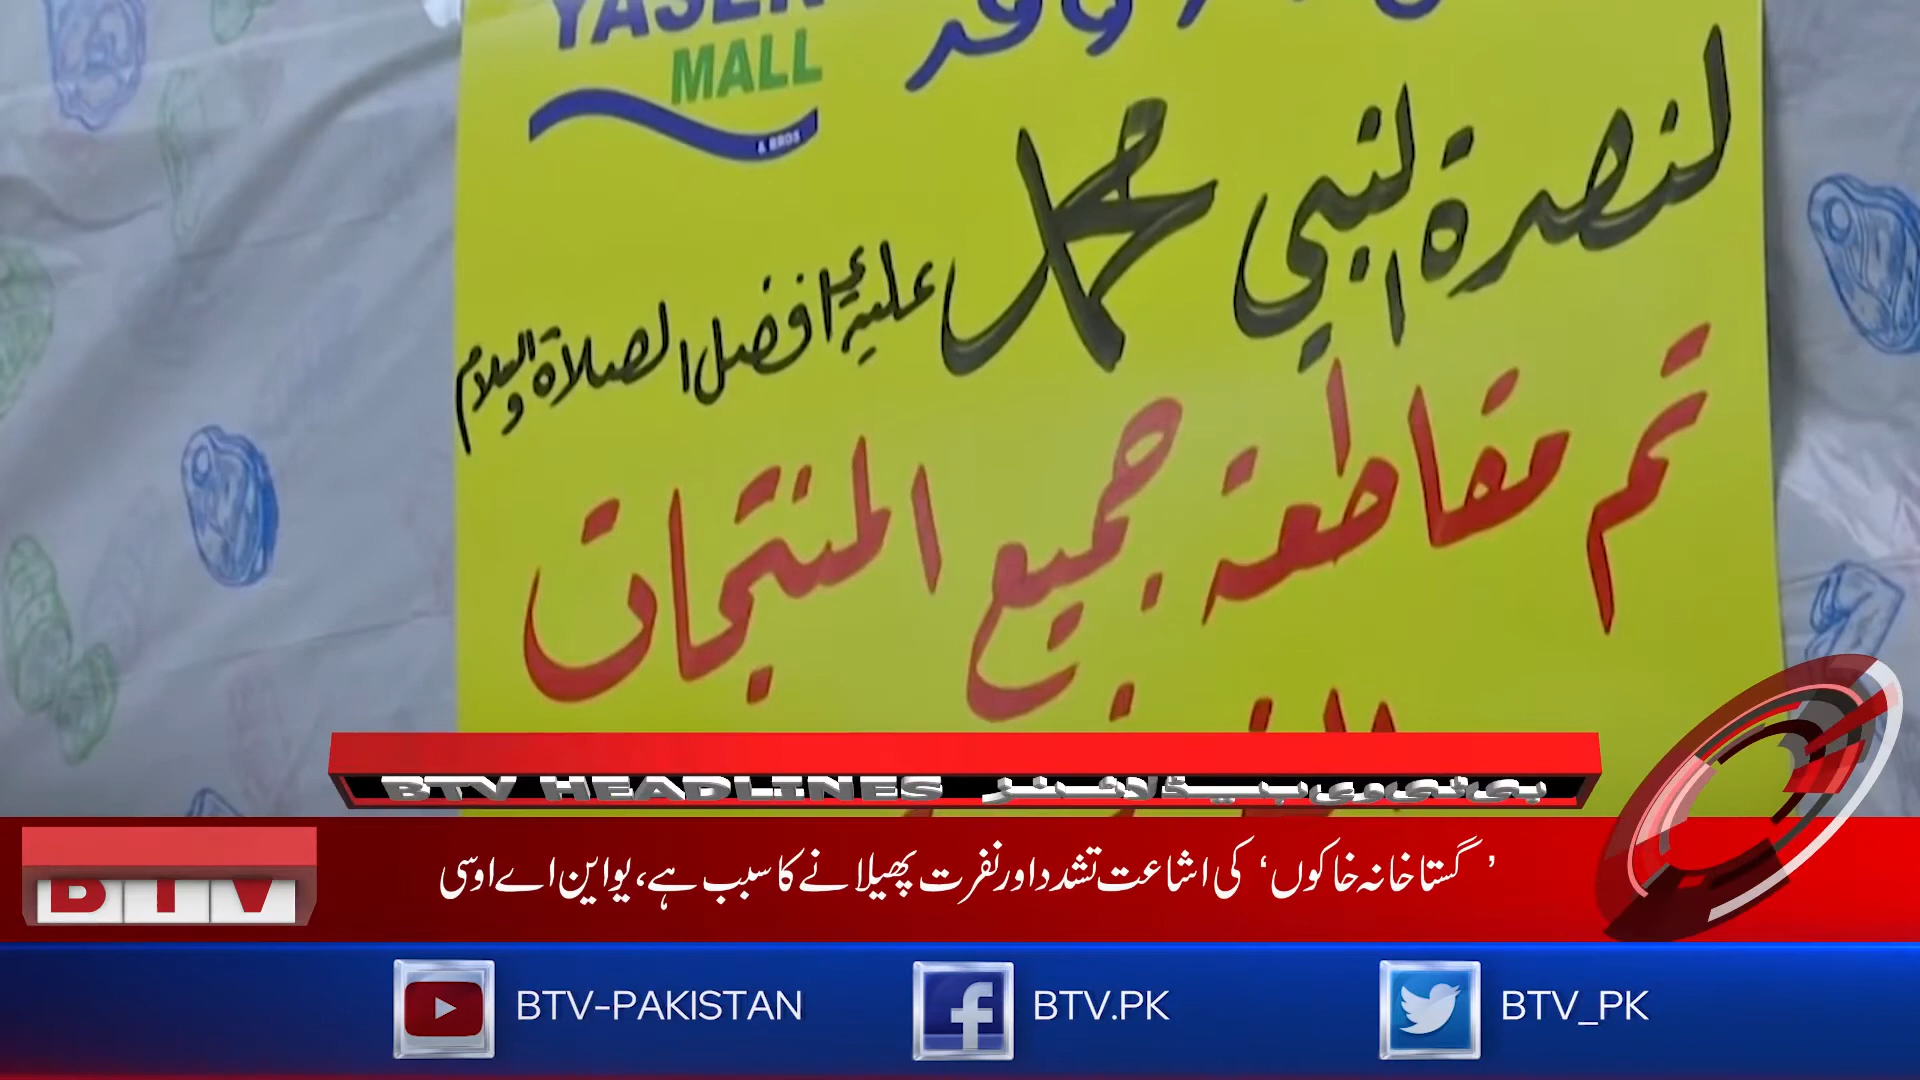 MALL
& BROS
لنصرة النبي محمد
عليه أفضل الصلاة والسلام
تم مقاطعة جميع المنتجات
BTV HEADLINES بی ٹی وی ہیڈ لائنز
BTV
’گستاخانہ خاکوں‘ کی اشاعت تشدد اور نفرت پھیلانے کا سبب ہے، یو این اے او سی
BTV-PAKISTAN
BTV.PK
BTV_PK